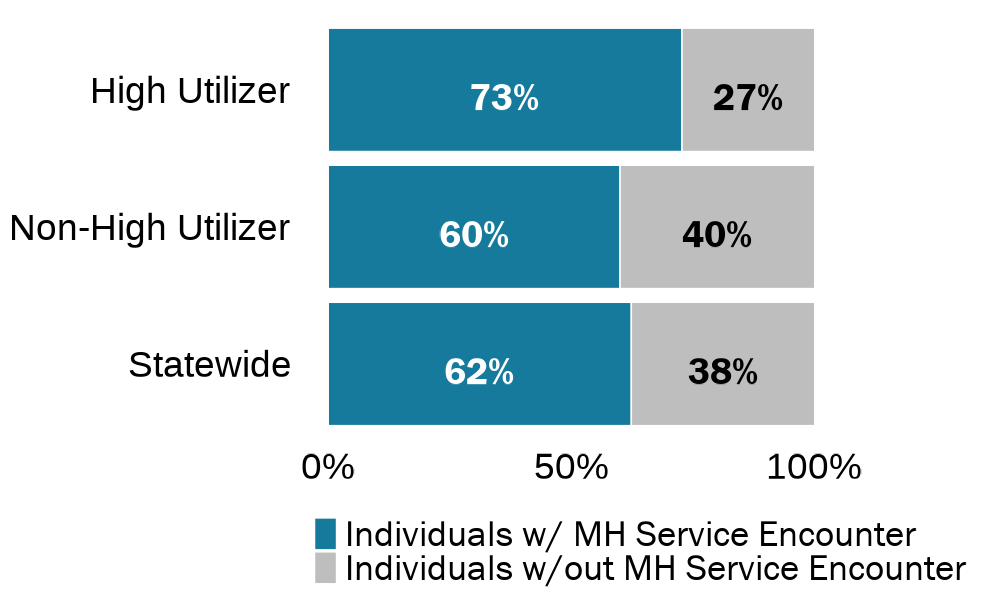 High Utilizer 73% 27%
Non-High Utilizer 60% 40%
Statewide 62% 38%
0% 50% 100%
Individuals w/ MH Service Encounter
Individuals w/out MH Service Encounter